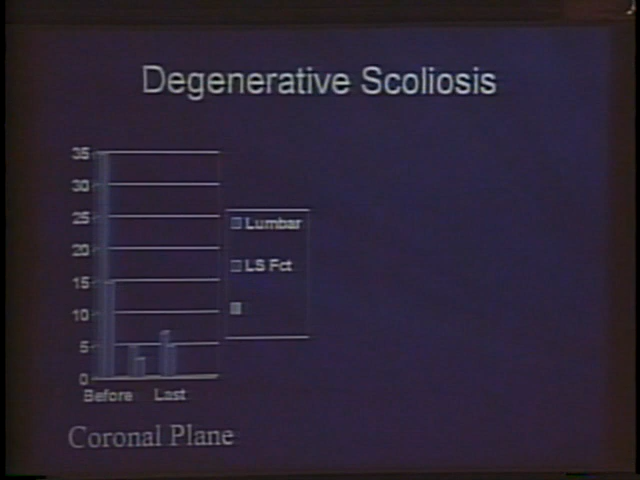 Degenerative Scoliosis
35
30
25
20
15
10
5
0
Before Last
Lumbar
LS Fct
Coronal Plane